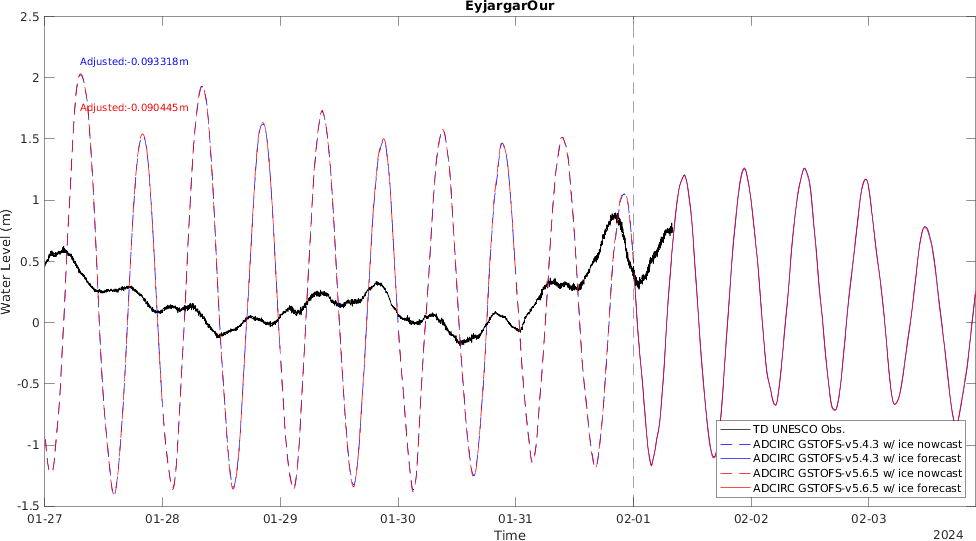 EyjargarOur
2.5
Adjusted:-0.093318m
2
Adjusted:-0.090445m
1.5
1
Water Level (m)
0.5
0
-0.5
-1
-1.5
TD UNESCO Obs.
ADCIRC GSTOFS-v5.4.3 w/ ice nowcast
ADCIRC GSTOFS-v5.4.3 w/ ice forecast
ADCIRC GSTOFS-v5.6.5 w/ ice nowcast
ADCIRC GSTOFS-v5.6.5 w/ ice forecast
01-27 01-28 01-29 01-30 01-31 02-01 02-02 02-03
Time
2024